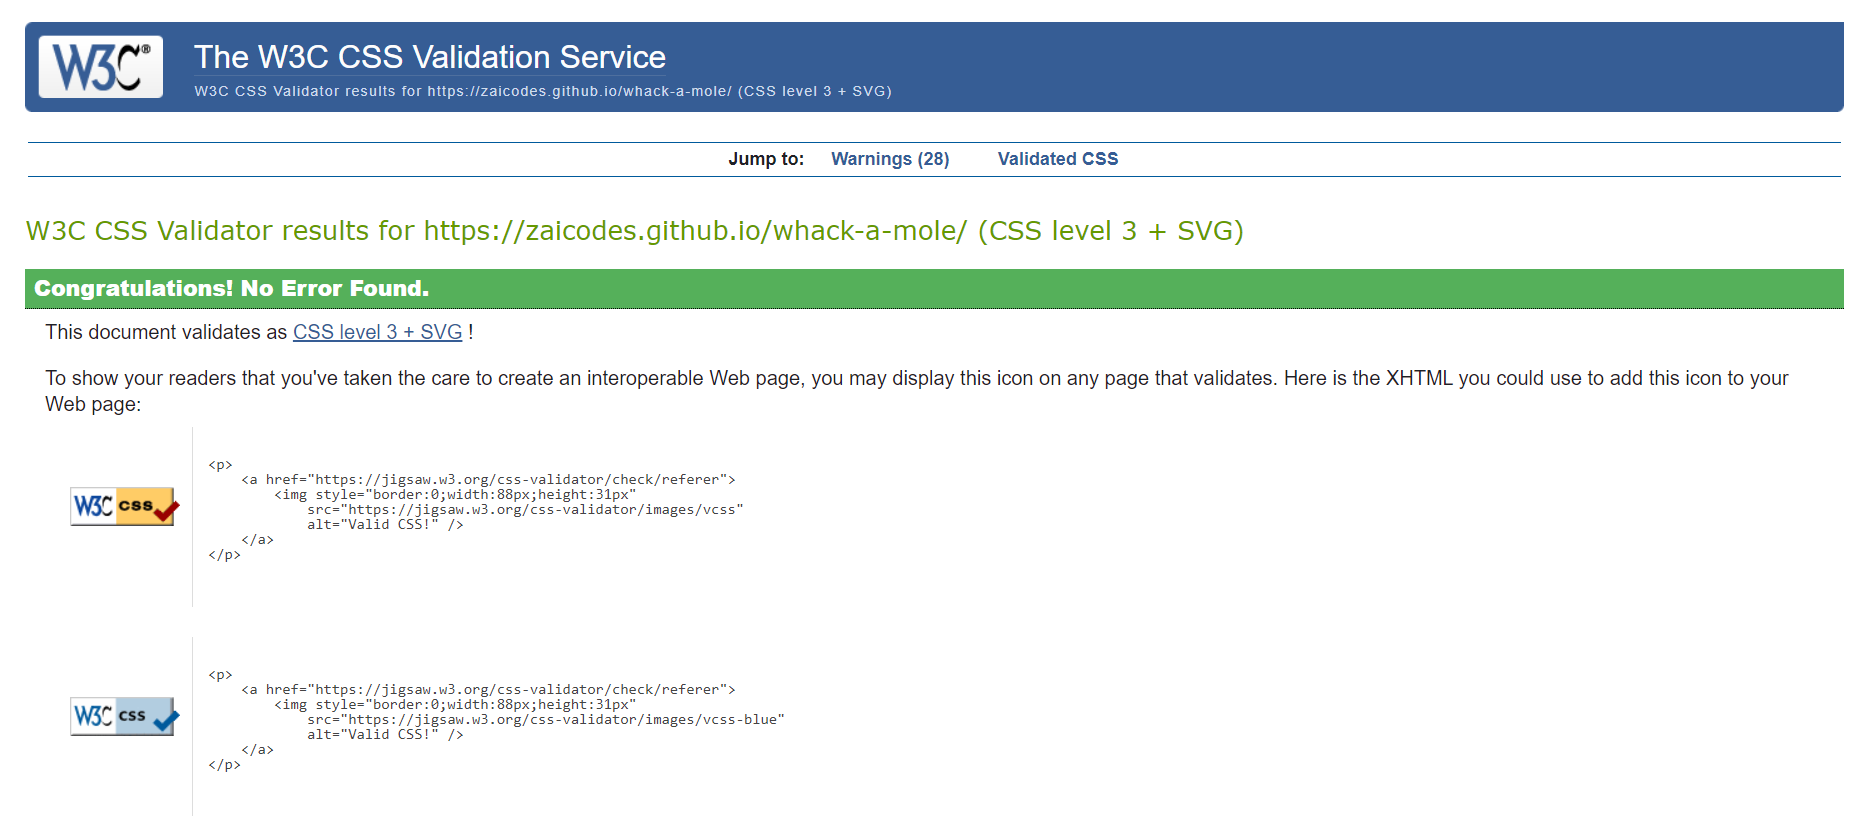 W3C®
The W3C CSS Validation Service
W3C CSS Validator results for https://zaicodes.github.io/whack-a-mole/ (CSS level 3 + SVG)
Jump to: Warnings (28) Validated CSS
W3C CSS Validator results for https://zaicodes.github.io/whack-a-mole/ (CSS level 3 + SVG)
Congratulations! No Error Found.
This document validates as CSS level 3 + SVG !
To show your readers that you've taken the care to create an interoperable Web page, you may display this icon on any page that validates. Here is the XHTML you could use to add this icon to your
Web page:
W3C css
<p>
    <a href="https://jigsaw.w3.org/css-validator/check/referer">
        <img style="border:0;width:88px;height:31px"
            src="https://jigsaw.w3.org/css-validator/images/vcss"
            alt="Valid CSS!" />
    </a>
</p>
W3C css
<p>
    <a href="https://jigsaw.w3.org/css-validator/check/referer">
        <img style="border:0;width:88px;height:31px"
            src="https://jigsaw.w3.org/css-validator/images/vcss-blue"
            alt="Valid CSS!" />
    </a>
</p>